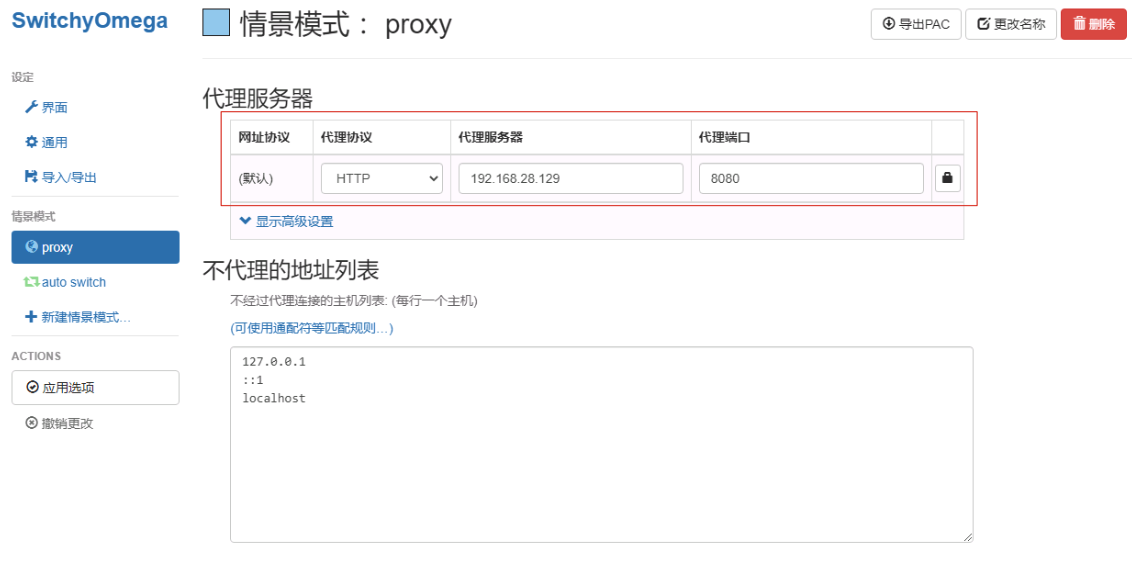 SwitchyOmega
情景模式： proxy
导出PAC
更改名称
删除
设定
界面
通用
导入/导出
情景模式
proxy
auto switch
新建情景模式...
ACTIONS
应用选项
撤销更改
代理服务器
网址协议 代理协议 代理服务器 代理端口
(默认) HTTP 192.168.28.129 8080
显示高级设置
不代理的地址列表
不经过代理连接的主机列表: (每行一个主机)
(可使用通配符等匹配规则...)
127.0.0.1
::1
localhost